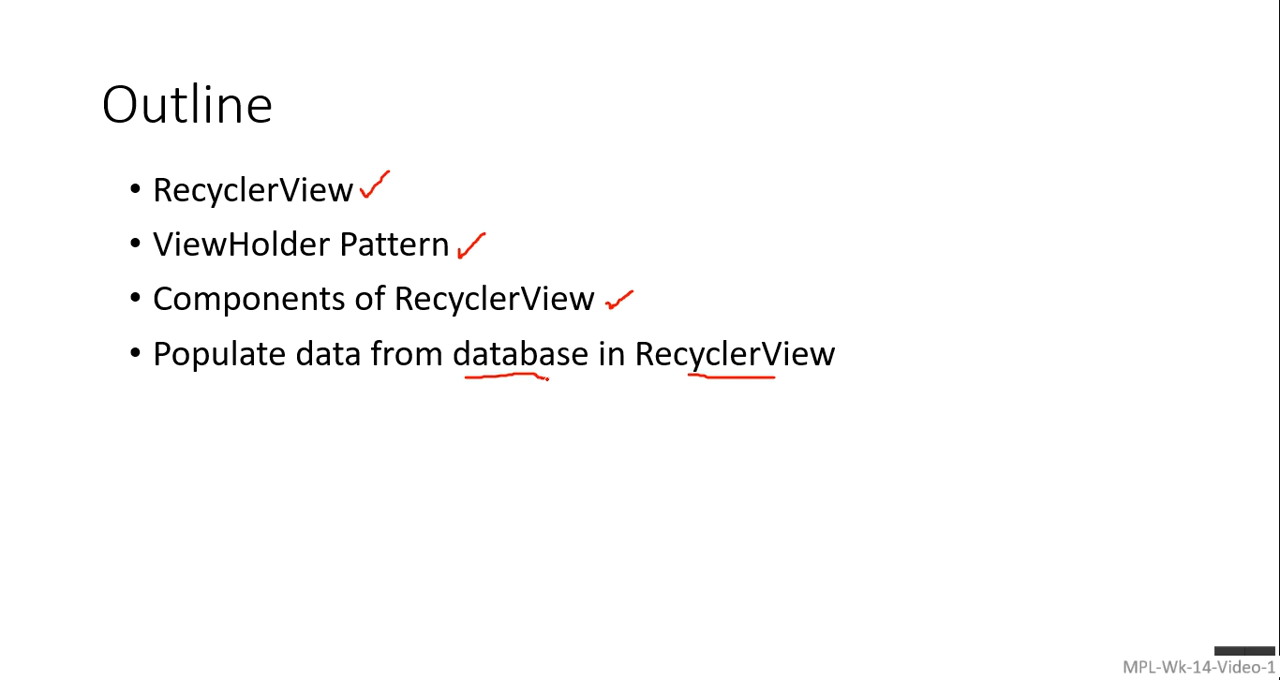 Outline
• RecyclerView
• ViewHolder Pattern
• Components of RecyclerView
• Populate data from database in RecyclerView
MPL-Wk-14-Video-1